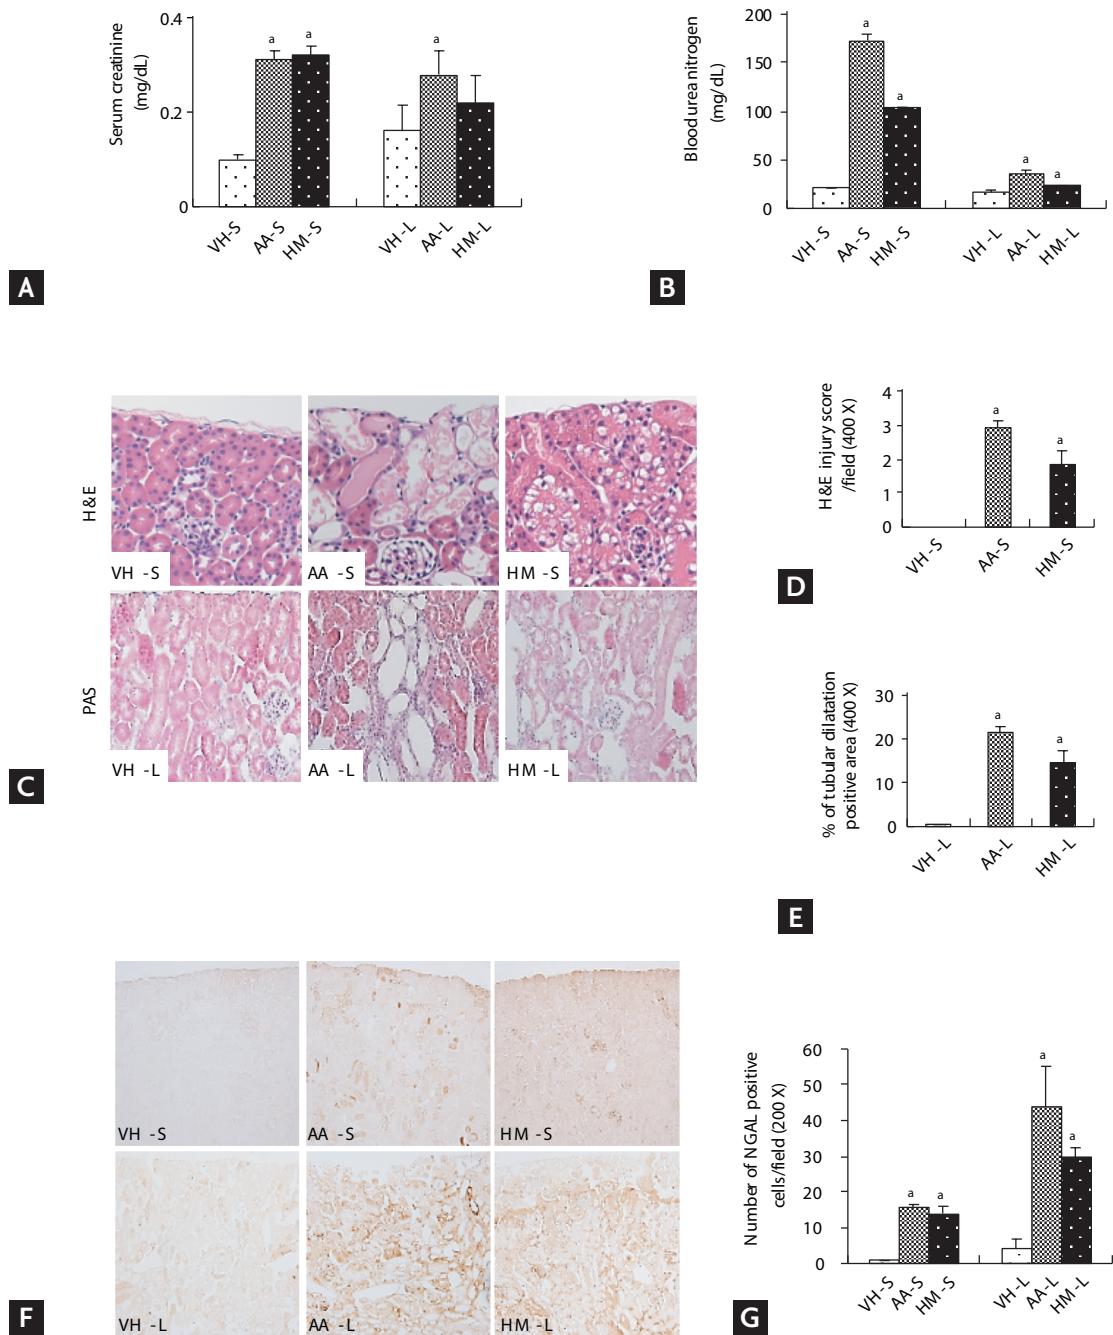 Serum creatinine
(mg/dL)
0.4
0.2
0
a
a
a
VH-S
AA-S
HM-S
VH-L
AA-L
HM-L
A
Blood urea nitrogen
(mg/dL)
200
150
100
50
0
a
a
a
a
VH-S
AA-S
HM-S
VH-L
AA-L
HM-L
B
H&E
VH -S
AA -S
HM -S
PAS
VH -L
AA -L
HM -L
C
H&E injury score
/field (400 X)
4
3
2
1
0
a
a
VH-S
AA-S
HM-S
D
% of tubular dilatation
positive area (400 X)
30
20
10
0
a
a
VH -L
AA-L
HM -L
E
VH -S
AA -S
HM -S
VH -L
AA -L
HM -L
F
Number of NGAL positive
cells/field (200 X)
60
50
40
30
20
10
0
a
a
a
a
VH-S
AA-S
HM-S
VH-L
AA-L
HM-L
G